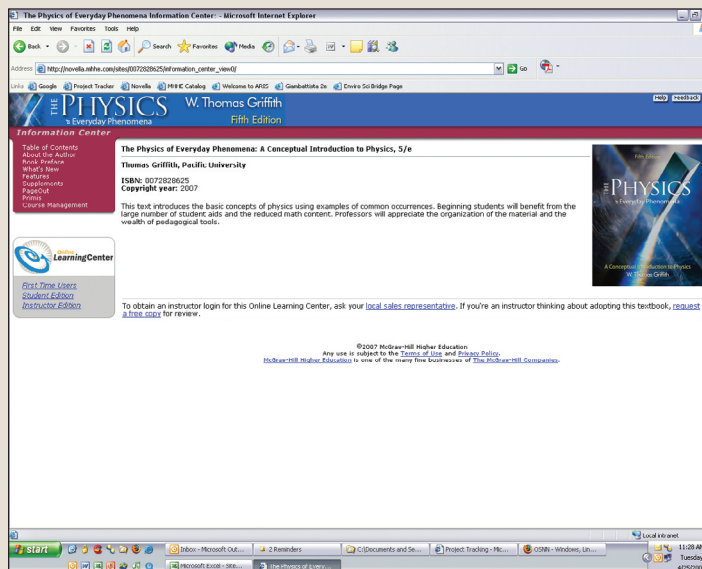 The Physics of Everyday Phenomena Information Center: - Microsoft Internet Explorer
File Edit View Favorites Tools Help
Back Search Favorites Media
Address http://novella.mhhe.com/sites/0072828625/information_center_view0/ Go
Links Google Project Tracker Novella MHHE Catalog Welcome to ARIS Giambattista 2e Enviro Sci Bridge Page
THE PHYSICS W. Thomas Griffith Help Feedback
of Everyday Phenomena Fifth Edition
Information Center
Table of Contents
About the Author
Book Preface
What's New
Features
Supplements
PageOut
Primis
Course Management
Online
LearningCenter
First Time Users
Student Edition
Instructor Edition
The Physics of Everyday Phenomena: A Conceptual Introduction to Physics, 5/e
Thomas Griffith, Pacific University
ISBN: 0072828625
Copyright year: 2007
This text introduces the basic concepts of physics using examples of common occurrences. Beginning students will benefit from the
large number of student aids and the reduced math content. Professors will appreciate the organization of the material and the
wealth of pedagogical tools.
Fifth Edition
THE PHYSICS
of Everyday Phenomena
A Conceptual Introduction to Physics
W. Thomas Griffith
To obtain an instructor login for this Online Learning Center, ask your local sales representative. If you're an instructor thinking about adopting this textbook, request
a free copy for review.
©2007 McGraw-Hill Higher Education
Any use is subject to the Terms of Use and Privacy Policy.
McGraw-Hill Higher Education is one of the many fine businesses of The McGraw-Hill Companies.
Local intranet
start Inbox - Microsoft Out... 2 Reminders C:\Documents and Se... Project Tracking - Mic... OSNN - Windows, Lin... 11:28 AM
Microsoft Excel - Site... The Physics of Every... Tuesday